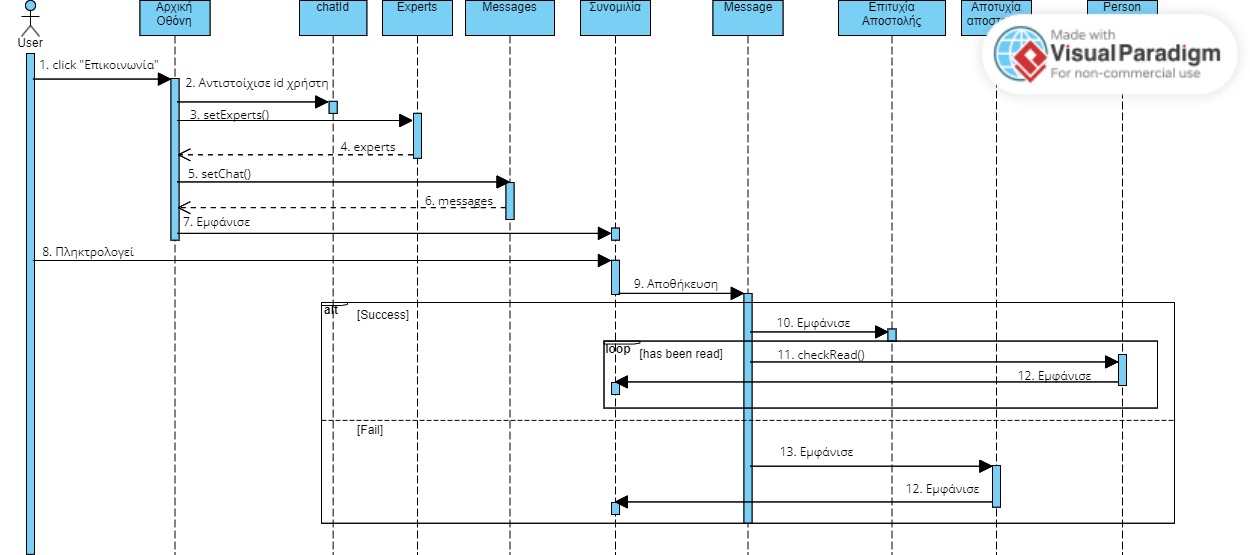 User
Αρχική
Οθόνη
chatId
Experts
Messages
Συνομιλία
Message
Επιτυχία
Αποστολής
Αποτυχία
Person
Made with
Visual Paradigm
For non-commercial use
1. click "Επικοινωνία"
2. Αντιστοίχισε id χρήστη
3. setExperts()
4. experts
5. setChat()
6. messages
7. Εμφάνισε
8. Πληκτρολογεί
9. Αποθήκευση
alt
[Success]
10. Εμφάνισε
loop
[has been read]
11. checkRead()
12. Εμφάνισε
[Fail]
13. Εμφάνισε
12. Εμφάνισε